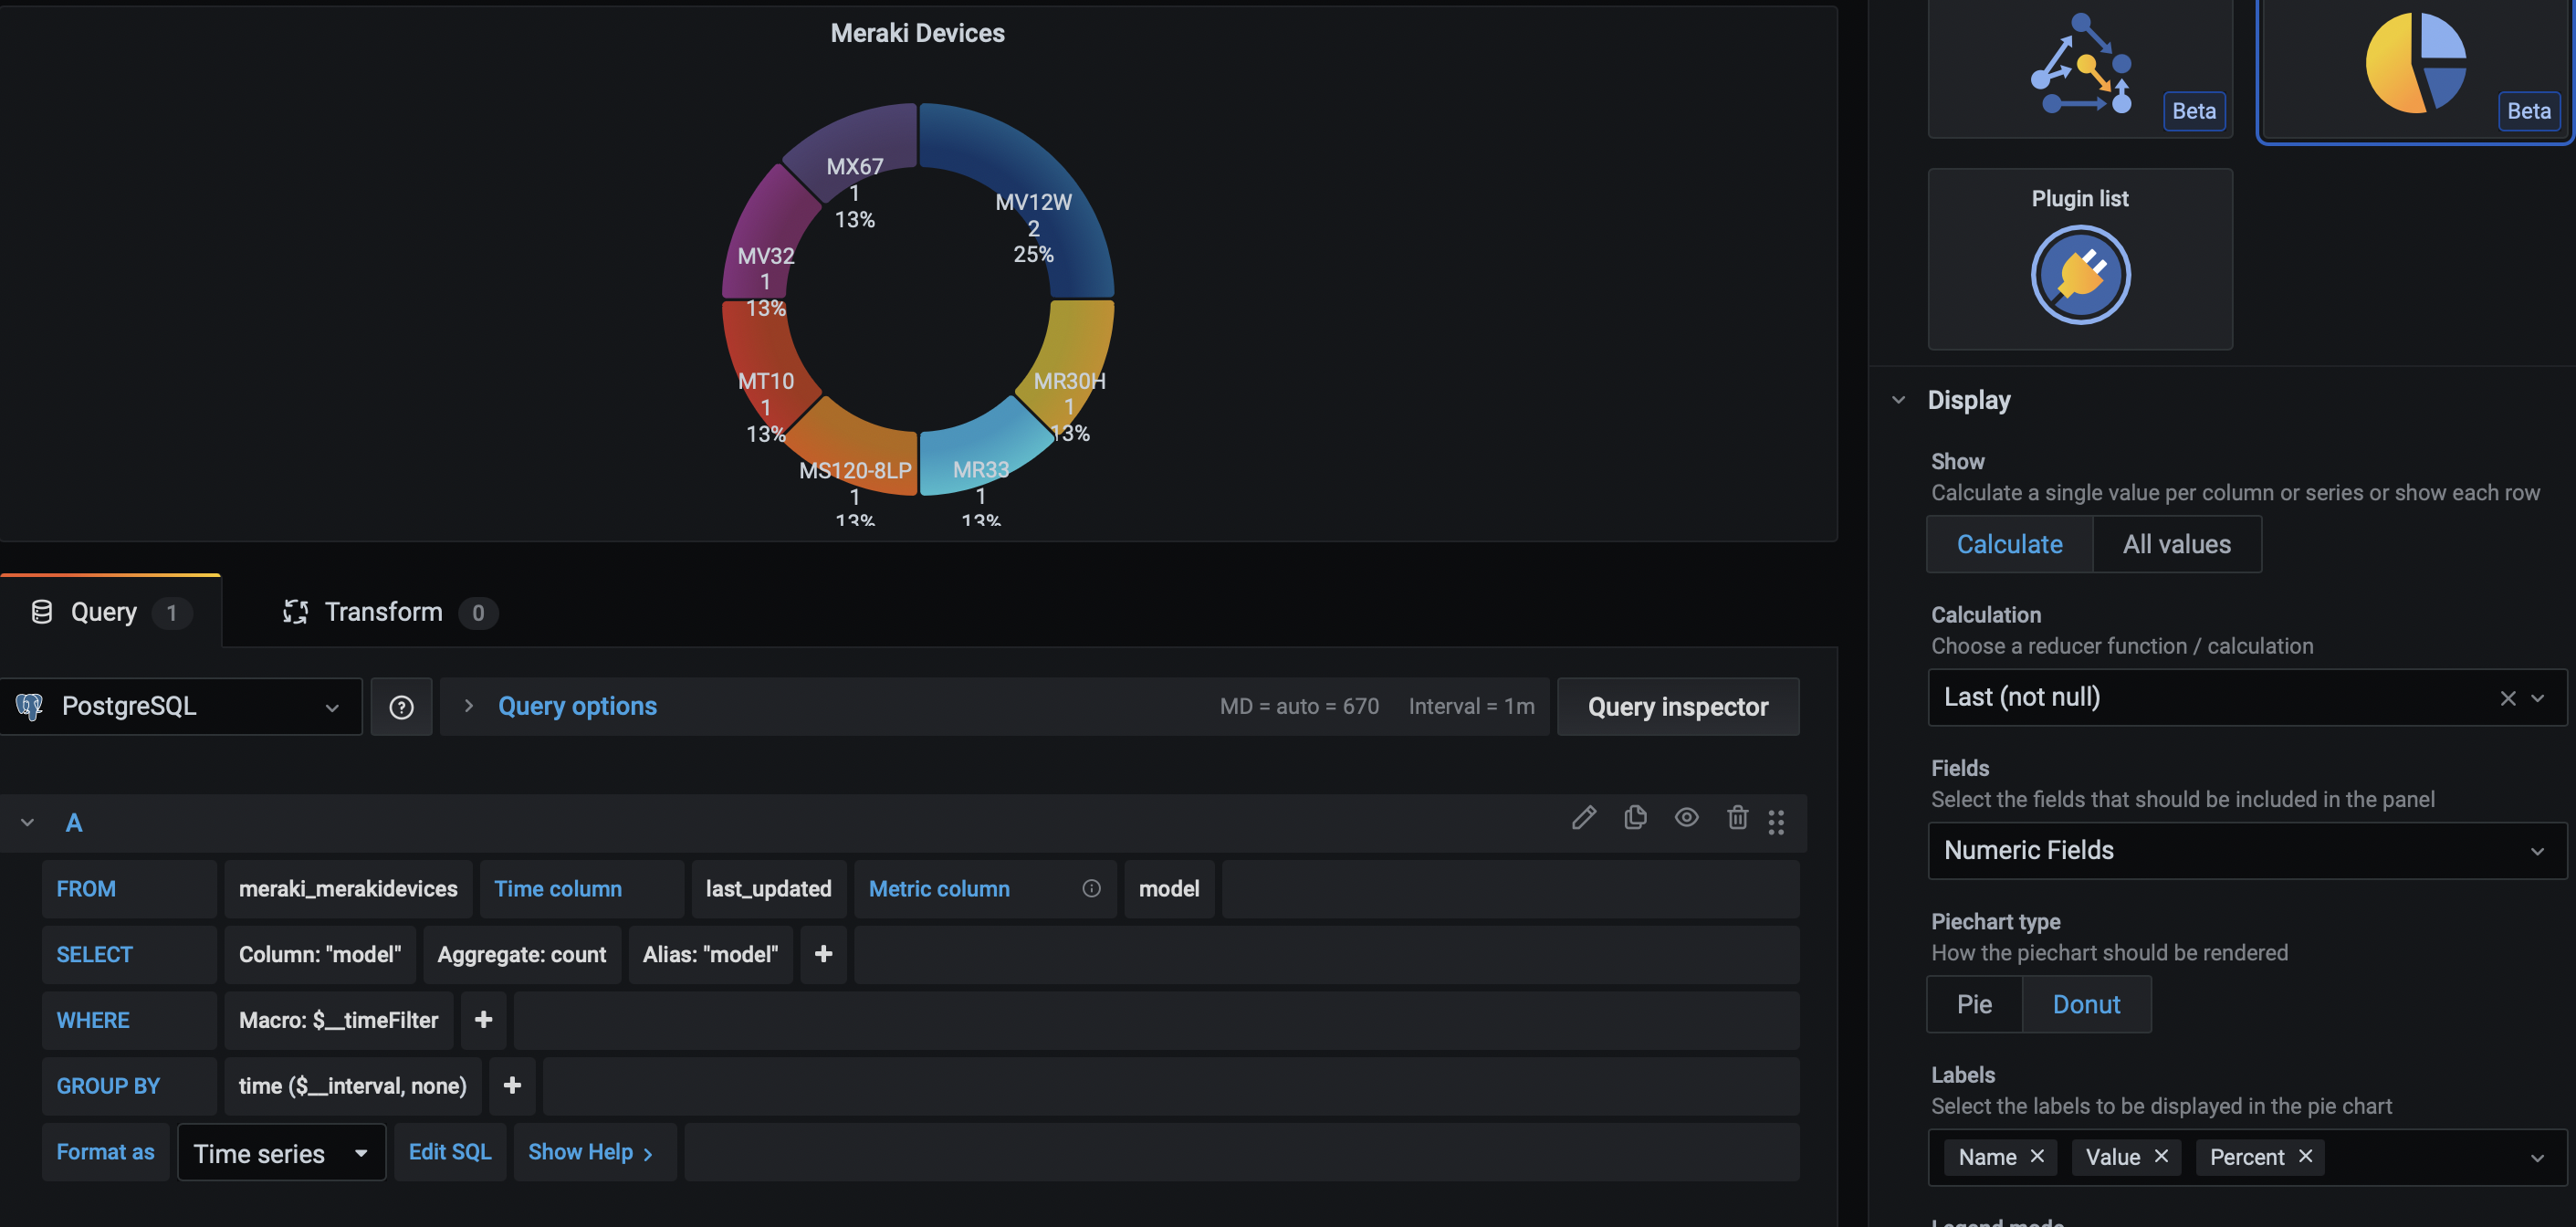 Meraki Devices
MX67
1
13%
MV12W
2
25%
MV32
1
13%
MT10
1
13%
MR30H
1
13%
MS120-8LP
1
13%
MR33
1
13%
Query 1
Transform 0
PostgreSQL
Query options
MD = auto = 670
Interval = 1m
Query inspector
A
FROM meraki_merakidevices Time column last_updated Metric column model
SELECT Column: "model" Aggregate: count Alias: "model" +
WHERE Macro: $__timeFilter +
GROUP BY time ($__interval, none) +
Format as Time series Edit SQL Show Help >
Beta
Beta
Plugin list
Display
Show
Calculate a single value per column or series or show each row
Calculate All values
Calculation
Choose a reducer function / calculation
Last (not null)
Fields
Select the fields that should be included in the panel
Numeric Fields
Piechart type
How the piechart should be rendered
Pie Donut
Labels
Select the labels to be displayed in the pie chart
Name Value Percent
Legend mode